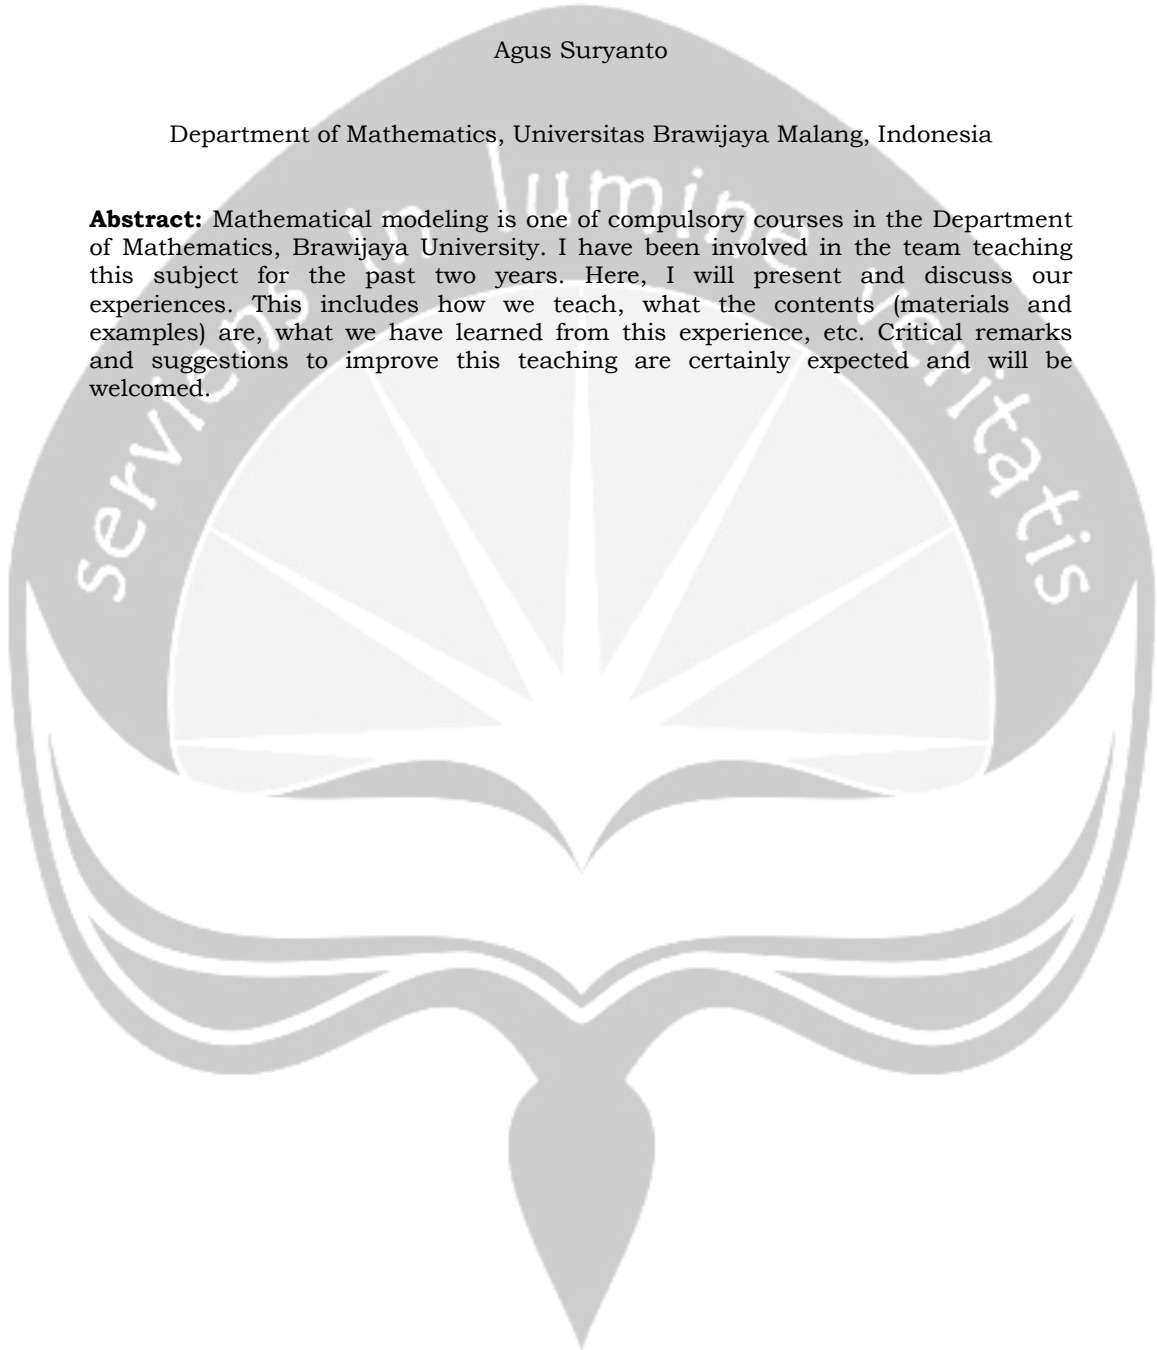 Agus Suryanto
Department of Mathematics, Universitas Brawijaya Malang, Indonesia
serviens in lumine veritatis
Abstract: Mathematical modeling is one of compulsory courses in the Department
of Mathematics, Brawijaya University. I have been involved in the team teaching
this subject for the past two years. Here, I will present and discuss our
experiences. This includes how we teach, what the contents (materials and
examples) are, what we have learned from this experience, etc. Critical remarks
and suggestions to improve this teaching are certainly expected and will be
welcomed.